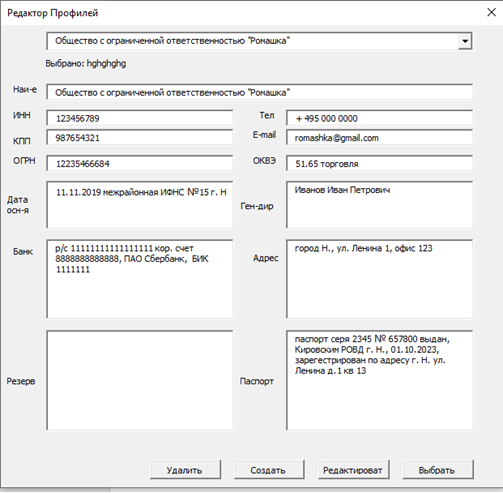 Редактор Профилей
Общество с ограниченной ответственностью "Ромашка"
Выбрано: hghghghg
Наи-е
Общество с ограниченной ответственностью "Ромашка"
ИНН
123456789
Тел
+ 495 000 0000
КПП
987654321
E-mail
romashka@gmail.com
ОГРН
12235466684
ОКВЭ
51.65 торговля
Дата
осн-я
11.11.2019 межрайонная ИФНС №15 г. Н
Ген-дир
Иванов Иван Петрович
Банк
р/с 11111111111111111 кор. счет
8888888888888, ПАО Сбербанк, БИК
1111111
Адрес
город Н., ул. Ленина 1, офис 123
Резерв
Паспорт
паспорт серя 2345 № 657800 выдан,
Кировским РОВД г. Н., 01.10.2023,
зарегестрирован по адресу г. Н. ул.
Ленина д.1 кв 13
Удалить
Создать
Редактироват
Выбрать